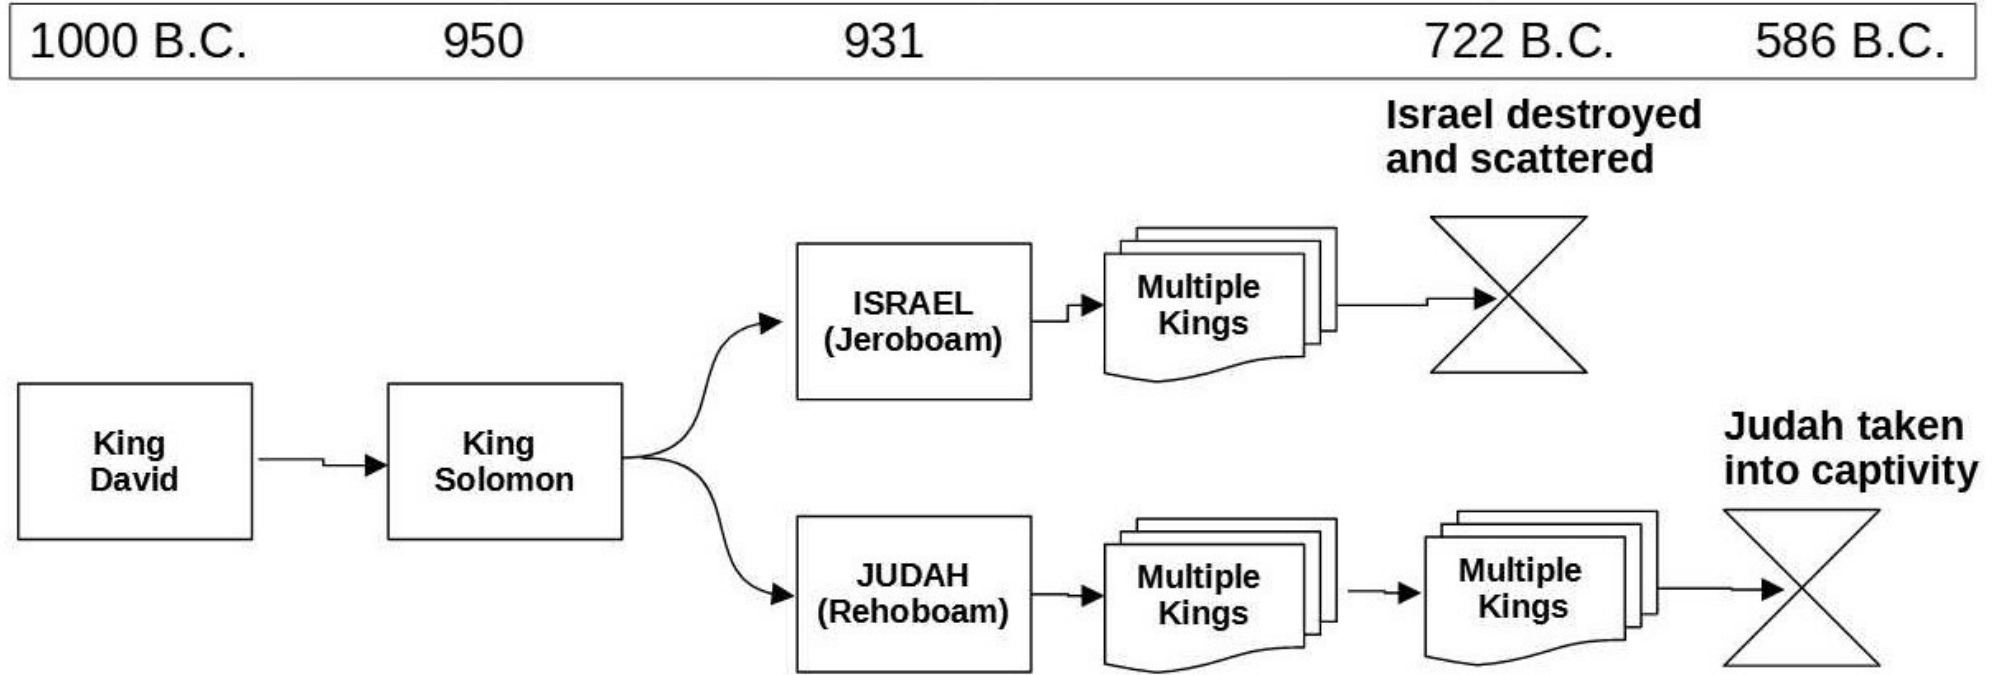 1000 B.C. 950 931 722 B.C. 586 B.C.
Israel destroyed
and scattered
ISRAEL
(Jeroboam)
Multiple
Kings
King
David
King
Solomon
Judah taken
into captivity
JUDAH
(Rehoboam)
Multiple
Kings
Multiple
Kings